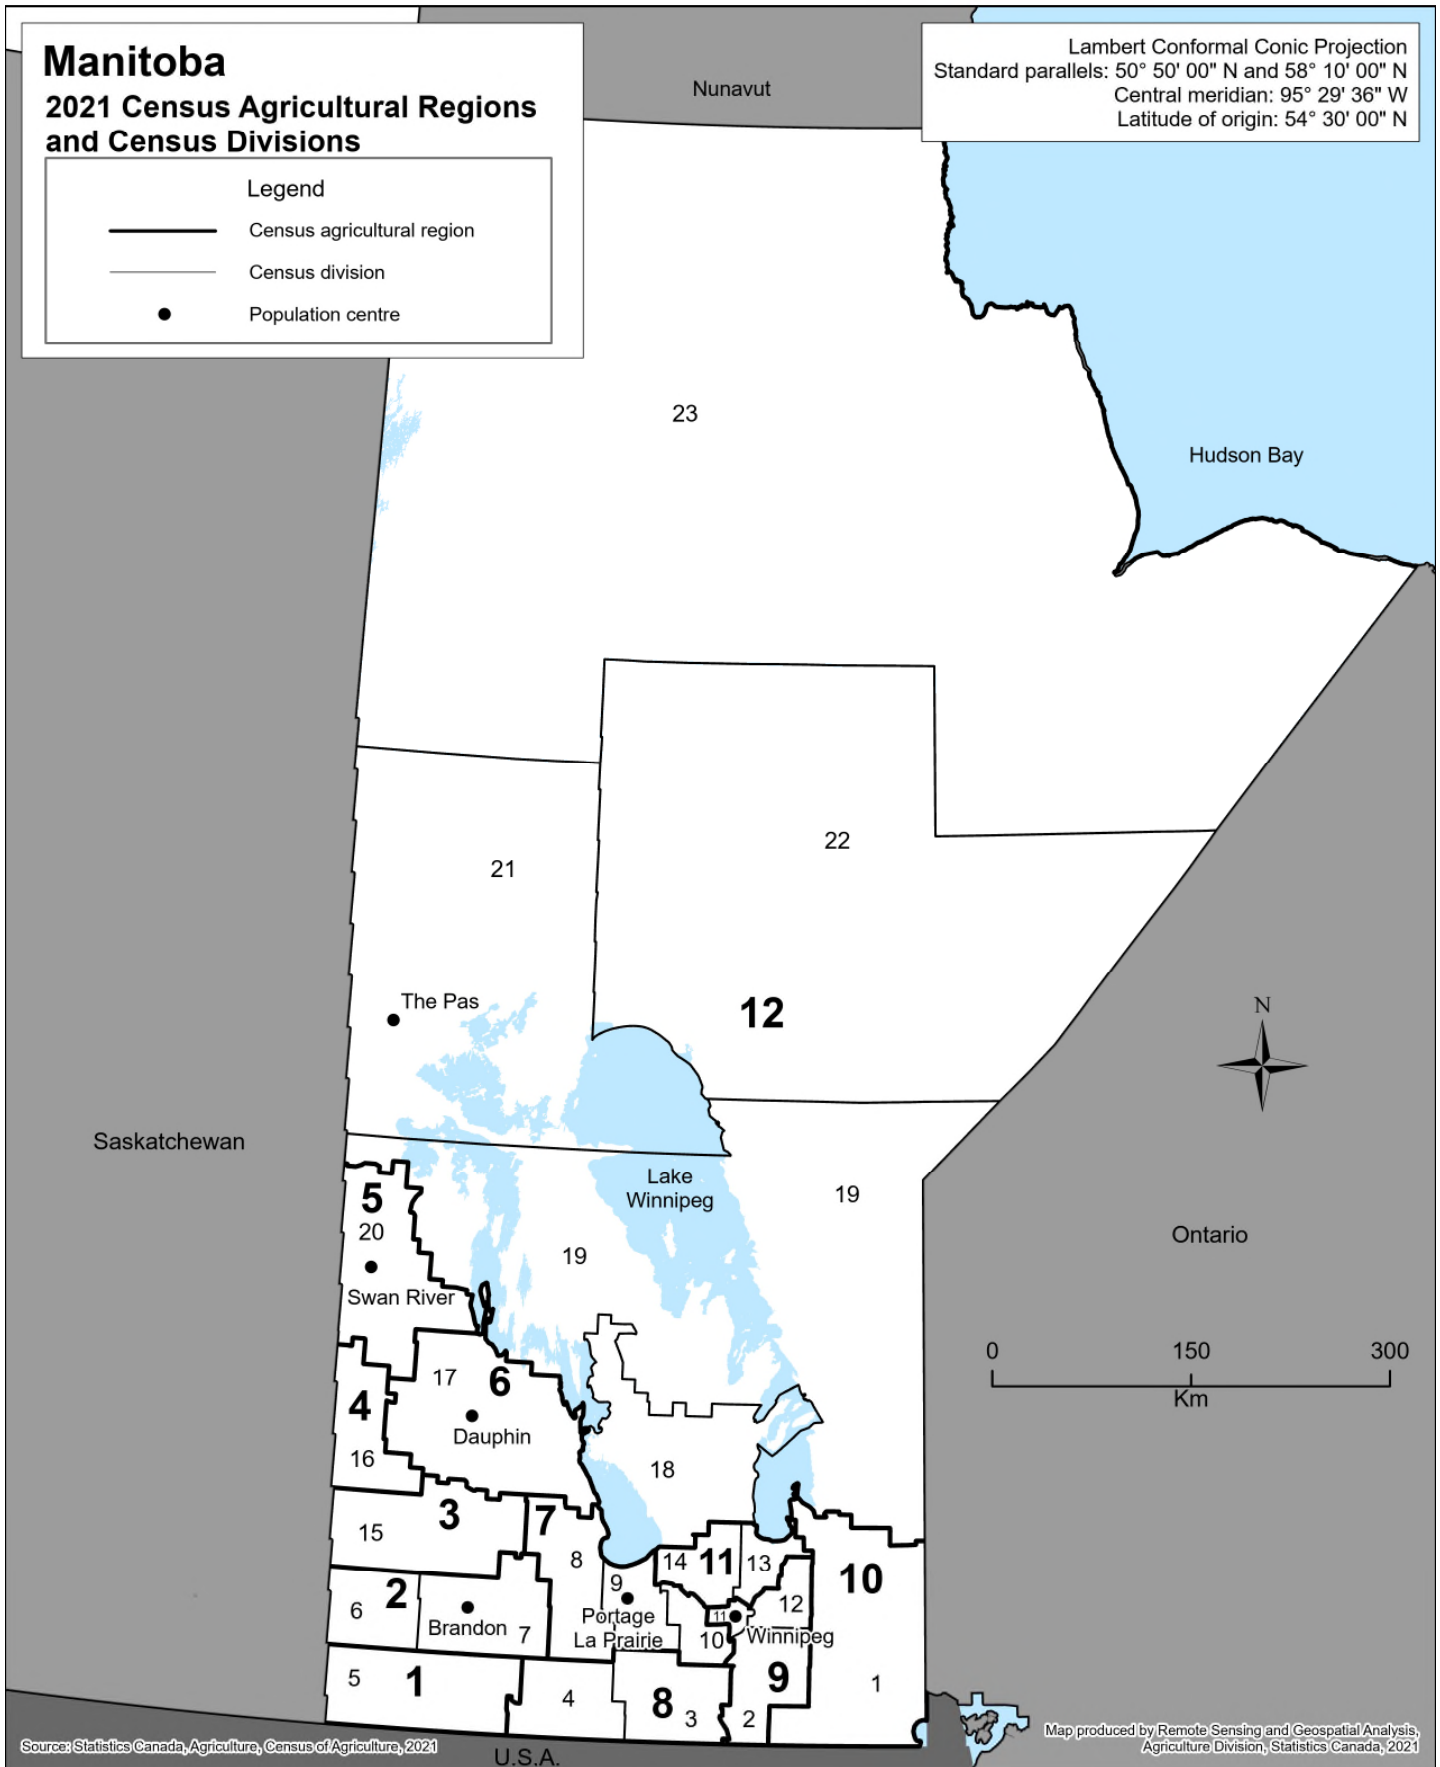 Manitoba
2021 Census Agricultural Regions
and Census Divisions
Legend
Census agricultural region
Census division
Population centre
Nunavut
Lambert Conformal Conic Projection
Standard parallels: 50° 50' 00" N and 58° 10' 00" N
Central meridian: 95° 29' 36" W
Latitude of origin: 54° 30' 00" N
23
Hudson Bay
22
21
The Pas
12
N
Saskatchewan
Lake
Winnipeg
5
19
20
Ontario
19
Swan River
0 150 300
Km
17
6
4
Dauphin
16
18
3
7
15
8
14
11
13
10
9
2
6
12
Portage
11
Brandon
7
La Prairie
10
Winnipeg
5
1
4
8
3
9
2
1
Source: Statistics Canada, Agriculture, Census of Agriculture, 2021
U.S.A.
Map produced by Remote Sensing and Geospatial Analysis,
Agriculture Division, Statistics Canada, 2021